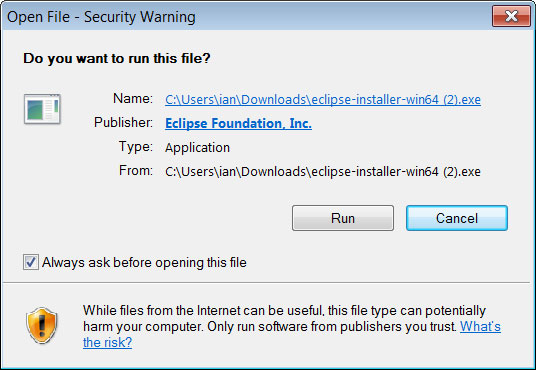 Open File - Security Warning
Do you want to run this file?
Name: C:\Users\ian\Downloads\eclipse-installer-win64 (2).exe
Publisher: Eclipse Foundation, Inc.
Type: Application
From: C:\Users\ian\Downloads\eclipse-installer-win64 (2).exe
Run Cancel
Always ask before opening this file
While files from the Internet can be useful, this file type can potentially
harm your computer. Only run software from publishers you trust. What's
the risk?